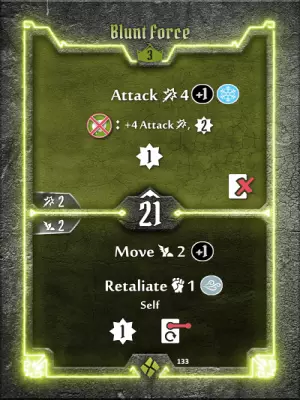 Blunt Force
3
Attack 4 +1
: +4 Attack , 2
1
2
21
2
Move 2 +1
Retaliate 1
Self
1
133